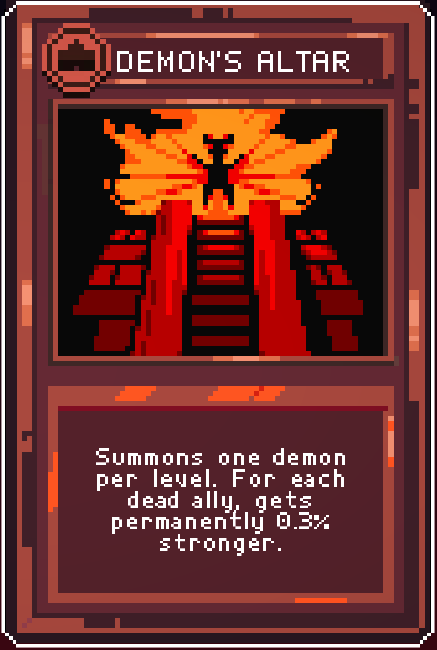 DEMON'S ALTAR
Summons one demon
per level. For each
dead ally, gets
permanently 0.3%
stronger.